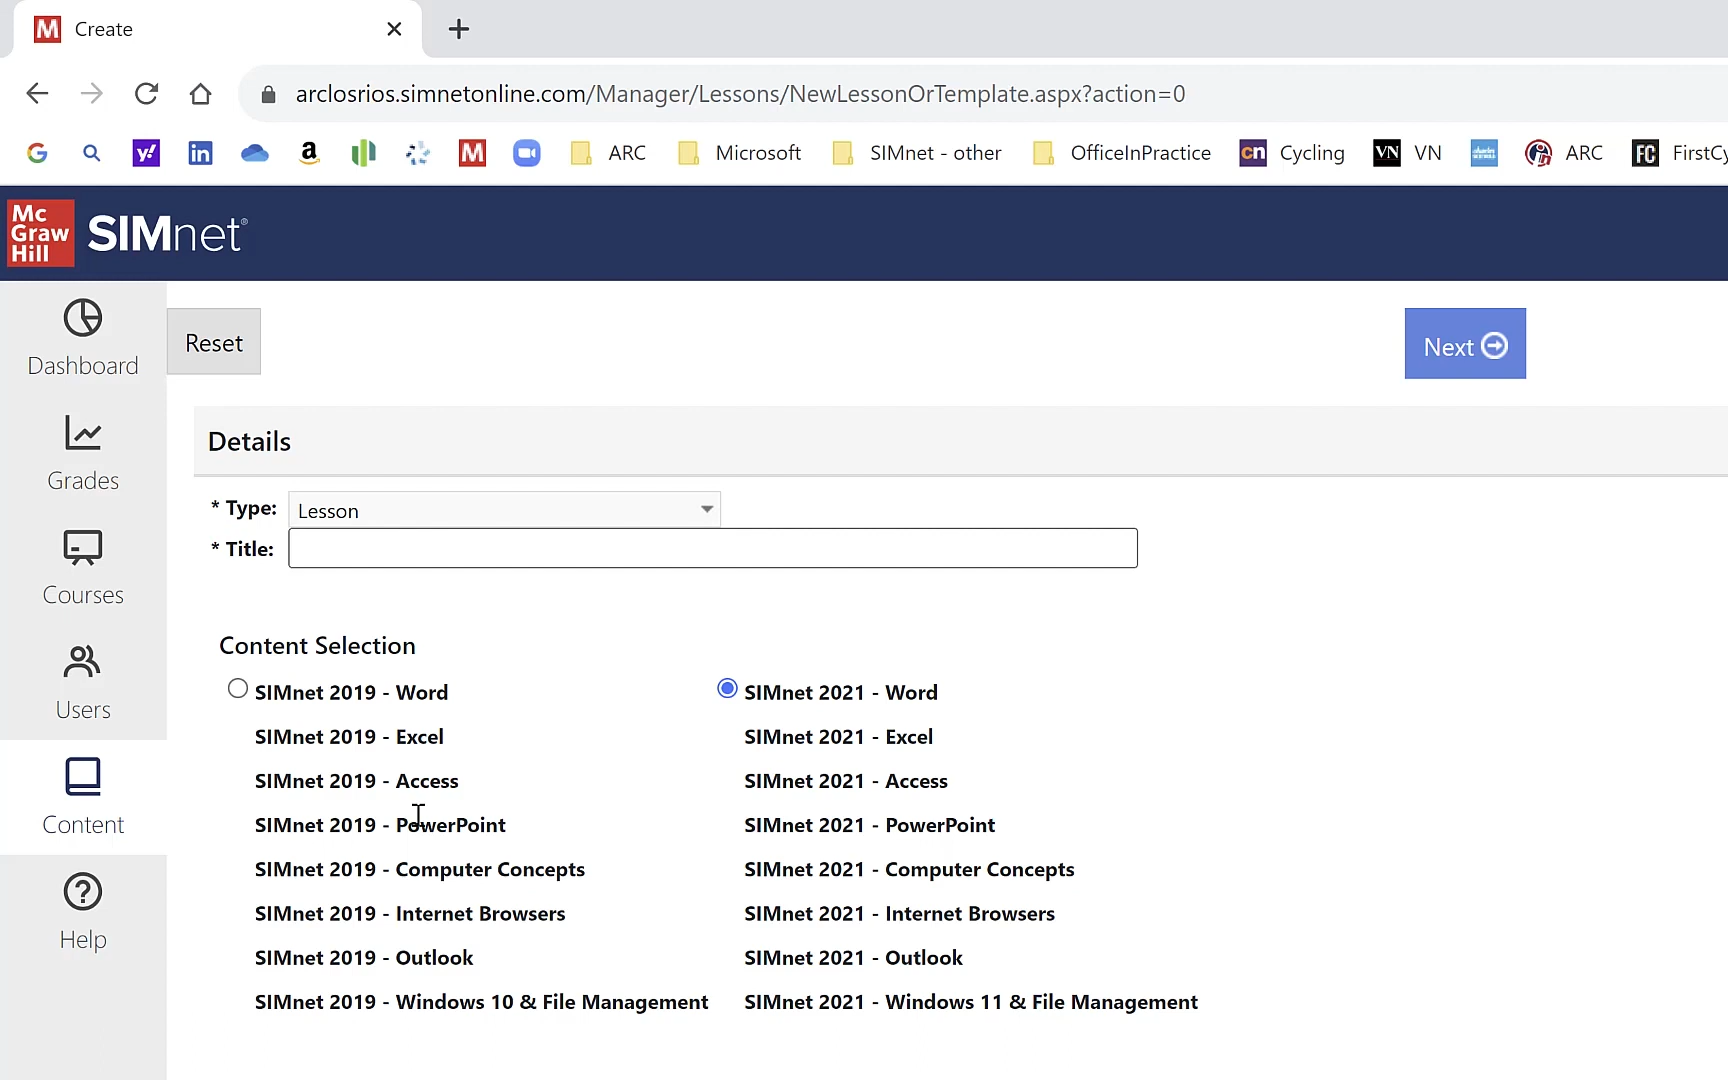 Create
arclosrios.simnetonline.com/Manager/Lessons/NewLessonOrTemplate.aspx?action=0
ARC Microsoft SIMnet - other OfficeInPractice Cycling VN ARC
Mc Graw Hill
SIMnet®
Dashboard
Grades
Courses
Users
Content
Help
Reset
Next
Details
* Type: Lesson
* Title:
Content Selection
SIMnet 2019 - Word
SIMnet 2019 - Excel
SIMnet 2019 - Access
SIMnet 2019 - PowerPoint
SIMnet 2019 - Computer Concepts
SIMnet 2019 - Internet Browsers
SIMnet 2019 - Outlook
SIMnet 2019 - Windows 10 & File Management
SIMnet 2021 - Word
SIMnet 2021 - Excel
SIMnet 2021 - Access
SIMnet 2021 - PowerPoint
SIMnet 2021 - Computer Concepts
SIMnet 2021 - Internet Browsers
SIMnet 2021 - Outlook
SIMnet 2021 - Windows 11 & File Management